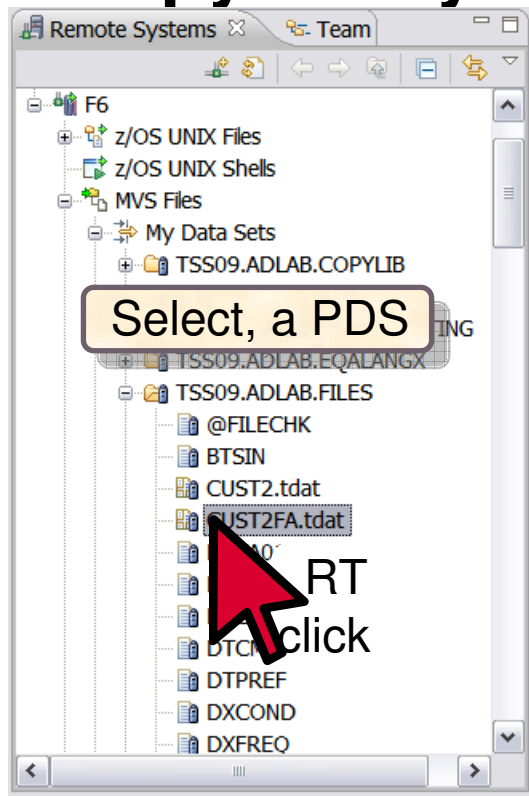 Remote Systems Team
F6
z/OS UNIX Files
z/OS UNIX Shells
MVS Files
My Data Sets
TSS09.ADLAB.COPYLIB
Select, a PDS
TSS09.ADLAB.EQALANGX
TSS09.ADLAB.FILES
@FILECHK
BTSIN
CUST2.tdat
CUST2FA.tdat
RT
click
DTPREF
DXCOND
DXFREQ